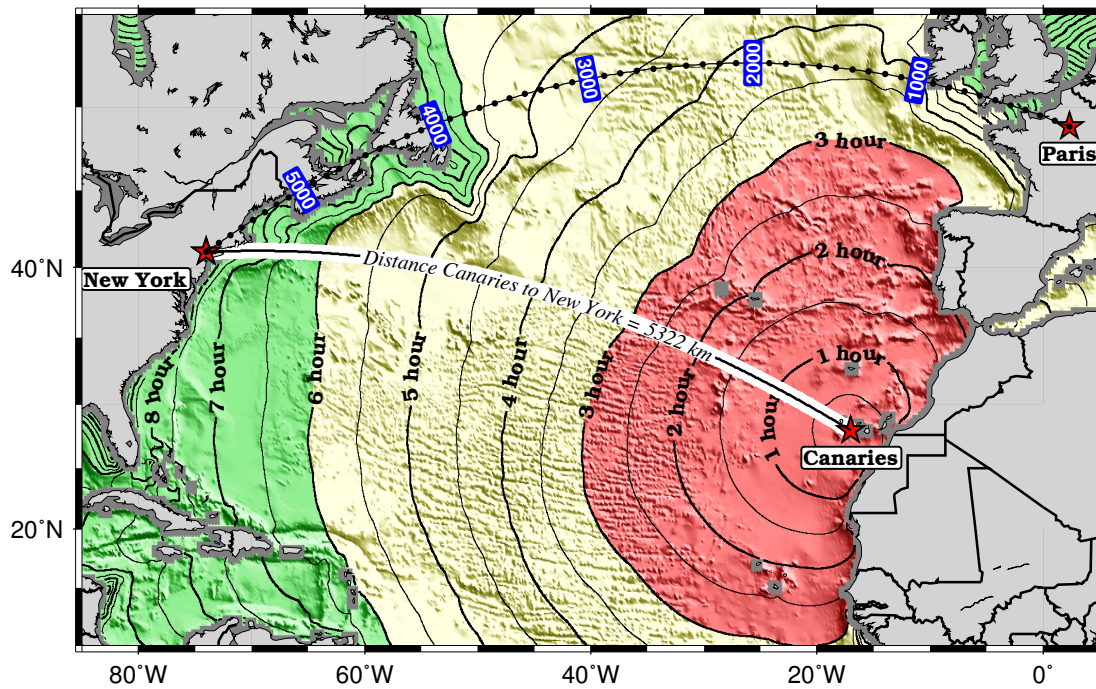 1000
2000
3000
4000
5000
Paris
3 hour
2 hour
1 hour
New York
40°N
Distance Canaries to New York = 5322 km
8 hour
7 hour
6 hour
5 hour
4 hour
3 hour
2 hour
1 hour
Canaries
20°N
80°W
60°W
40°W
20°W
0°